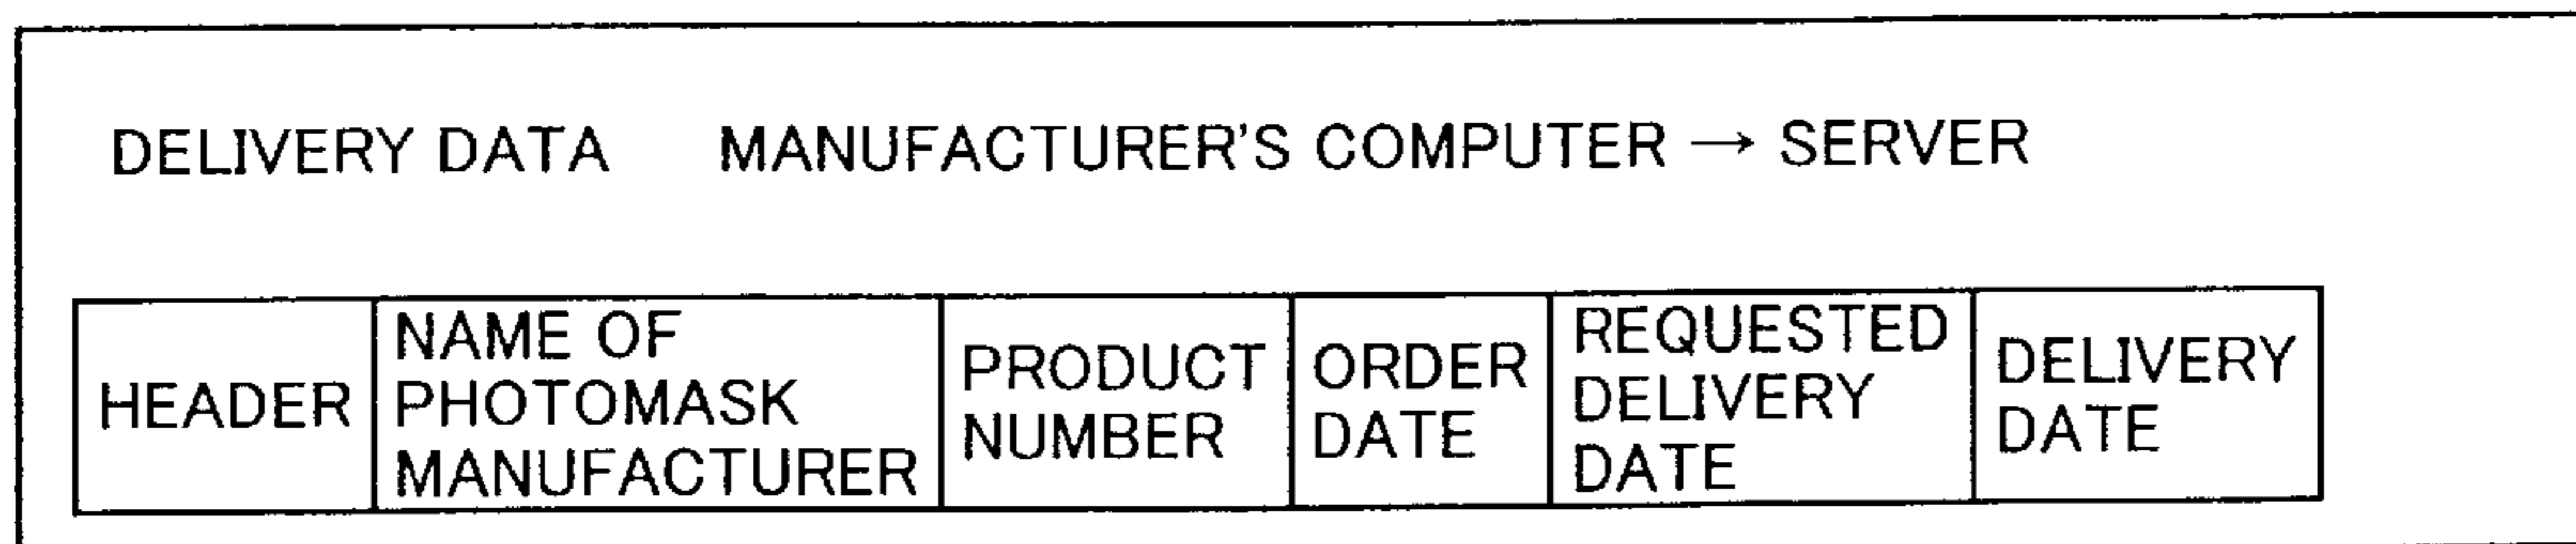 DELIVERY DATA MANUFACTURER'S COMPUTER → SERVER
HEADER
NAME OF
PHOTOMASK
MANUFACTURER
PRODUCT
NUMBER
ORDER
DATE
REQUESTED
DELIVERY
DATE
DELIVERY
DATE